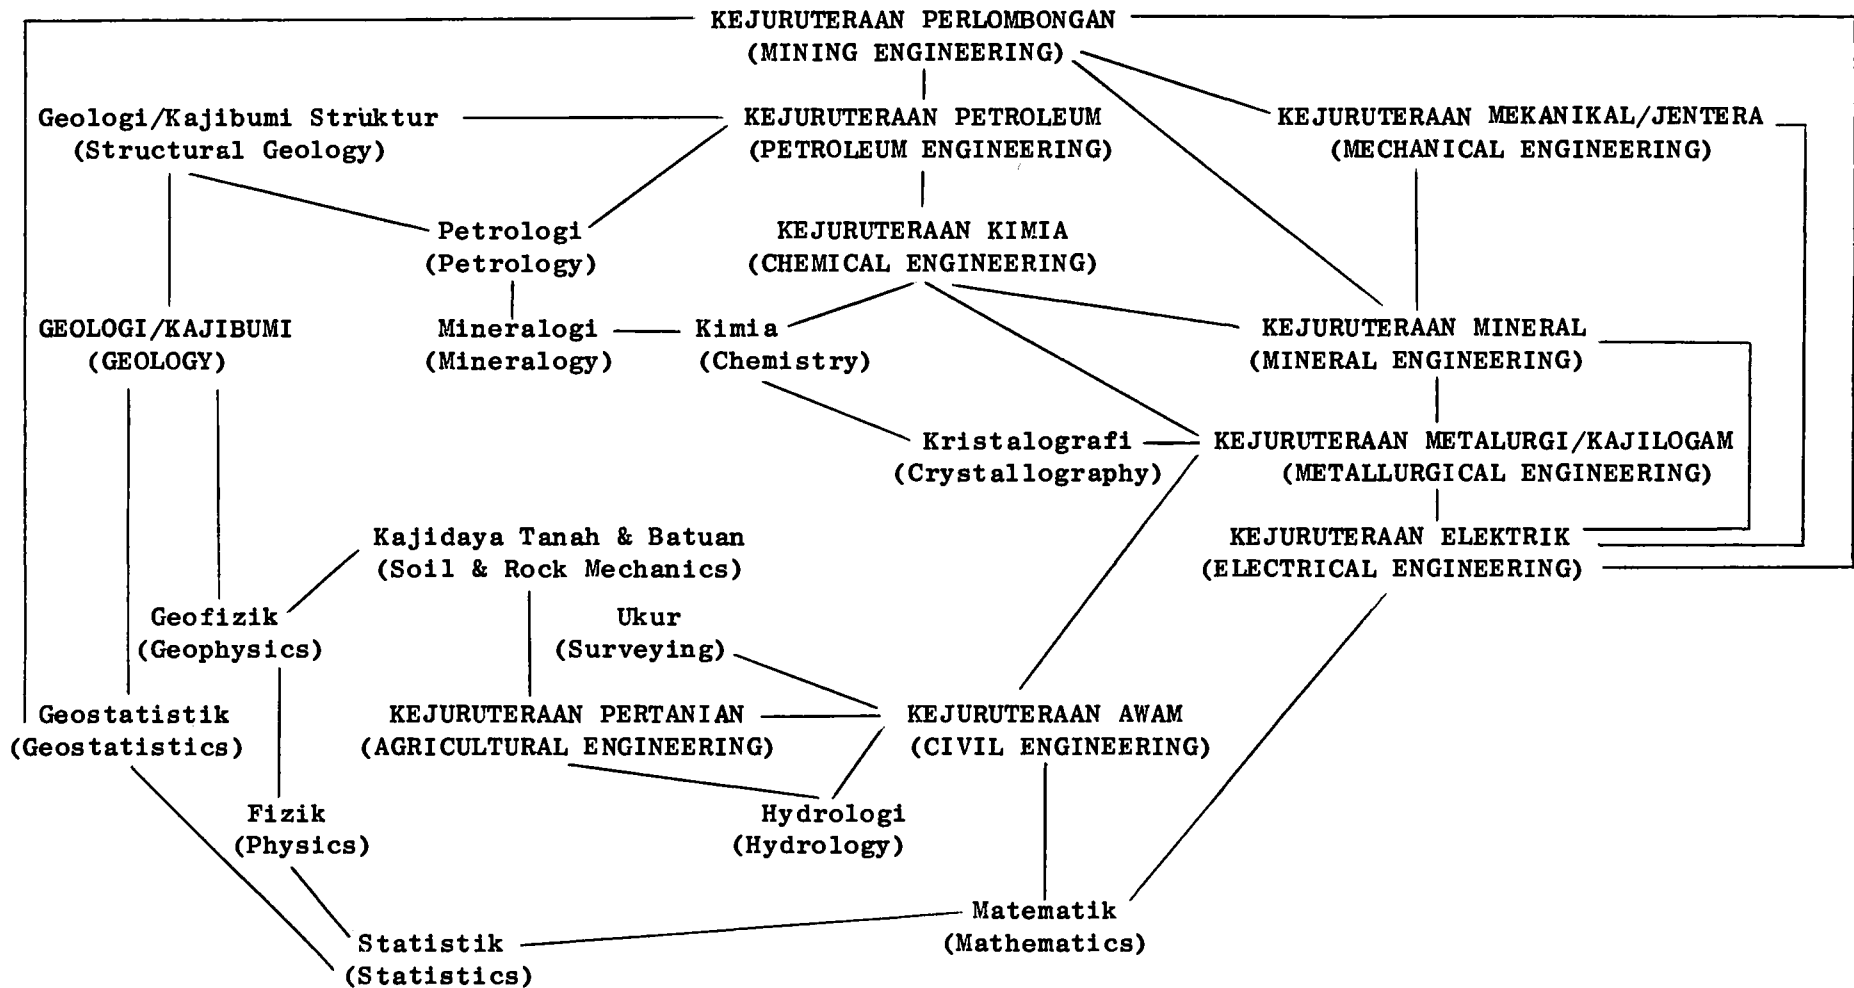 KEJURUTERAAN PERLOMBONGAN
(MINING ENGINEERING)
Geologi/Kajibumi Struktur
(Structural Geology)
KEJURUTERAAN PETROLEUM
(PETROLEUM ENGINEERING)
KEJURUTERAAN MEKANIKAL/JENTERA
(MECHANICAL ENGINEERING)
Petrologi
(Petrology)
KEJURUTERAAN KIMIA
(CHEMICAL ENGINEERING)
GEOLOGI/KAJIBUMI
(GEOLOGY)
Mineralogi
(Mineralogy)
Kimia
(Chemistry)
KEJURUTERAAN MINERAL
(MINERAL ENGINEERING)
Kristalografi
(Crystallography)
KEJURUTERAAN METALURGI/KAJILOGAM
(METALLURGICAL ENGINEERING)
Kajidaya Tanah & Batuan
(Soil & Rock Mechanics)
KEJURUTERAAN ELEKTRIK
(ELECTRICAL ENGINEERING)
Geofizik
(Geophysics)
Ukur
(Surveying)
Geostatistik
(Geostatistics)
KEJURUTERAAN PERTANIAN
(AGRICULTURAL ENGINEERING)
KEJURUTERAAN AWAM
(CIVIL ENGINEERING)
Fizik
(Physics)
Hydrologi
(Hydrology)
Matematik
(Mathematics)
Statistik
(Statistics)